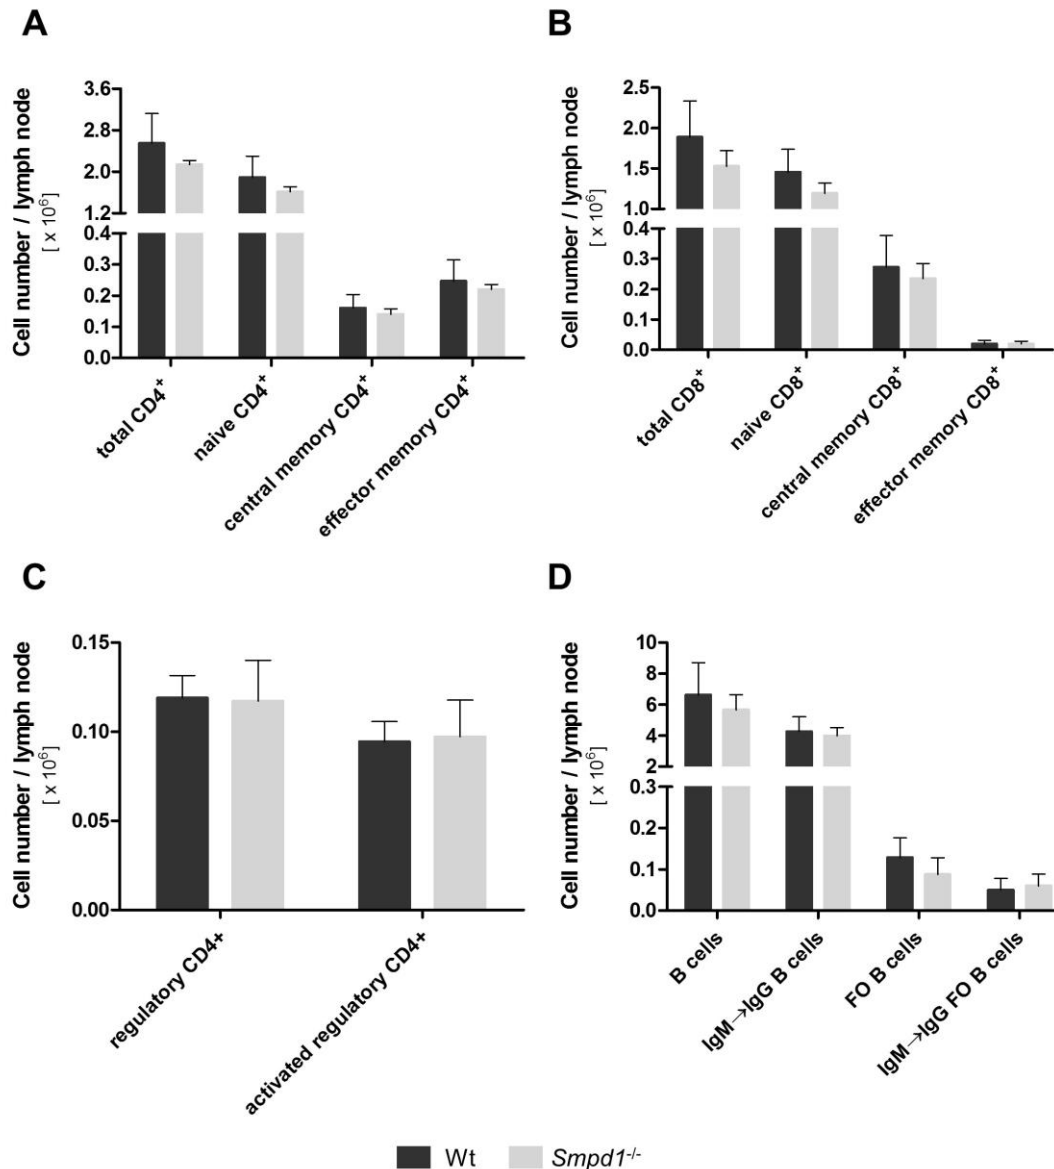 A
Cell number / lymph node
[ x 10⁶]
3.6
2.8
2.0
1.2
0.4
0.3
0.2
0.1
0.0
total CD4⁺
naive CD4⁺
central memory CD4⁺
effector memory CD4⁺
B
Cell number / lymph node
[ x 10⁶]
2.5
2.0
1.5
1.0
0.4
0.3
0.2
0.1
0.0
total CD8⁺
naive CD8⁺
central memory CD8⁺
effector memory CD8⁺
C
Cell number / lymph node
[ x 10⁶]
0.15
0.10
0.05
0.00
regulatory CD4+
activated regulatory CD4+
D
Cell number / lymph node
[ x 10⁶]
10
8
6
4
2
0.3
0.2
0.1
0.0
B cells
IgM→IgG B cells
FO B cells
IgM→IgG FO B cells
Wt
Smpd1⁻/⁻